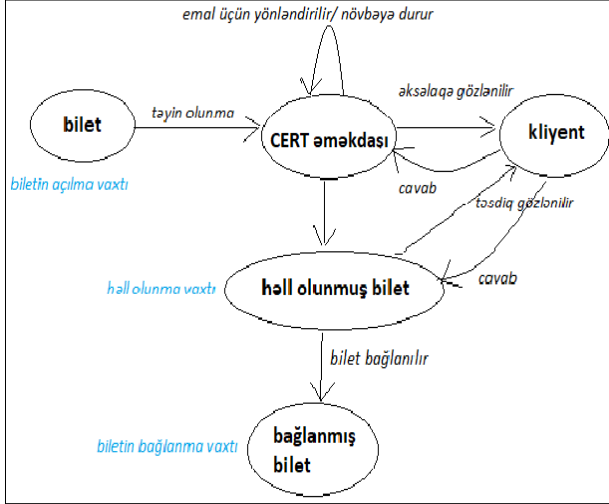 emal üçün yönləndirilir/ növbəyə durur
bilet
təyin olunma
CERT əməkdaşı
əksəlaqə gözlənilir
kliyent
biletin açılma vaxtı
cavab
təsdiq gözlənilir
həll olunma vaxtı
həll olunmuş bilet
cavab
bilet bağlanılır
biletin bağlanma vaxtı
bağlanmış
bilet